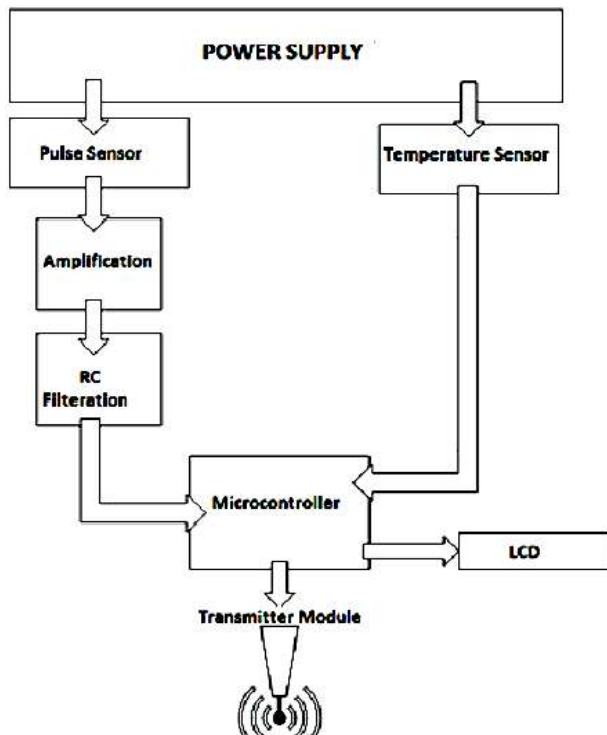 POWER SUPPLY
Pulse Sensor
Temperature Sensor
Amplification
RC
Filteration
Microcontroller
LCD
Transmitter Module